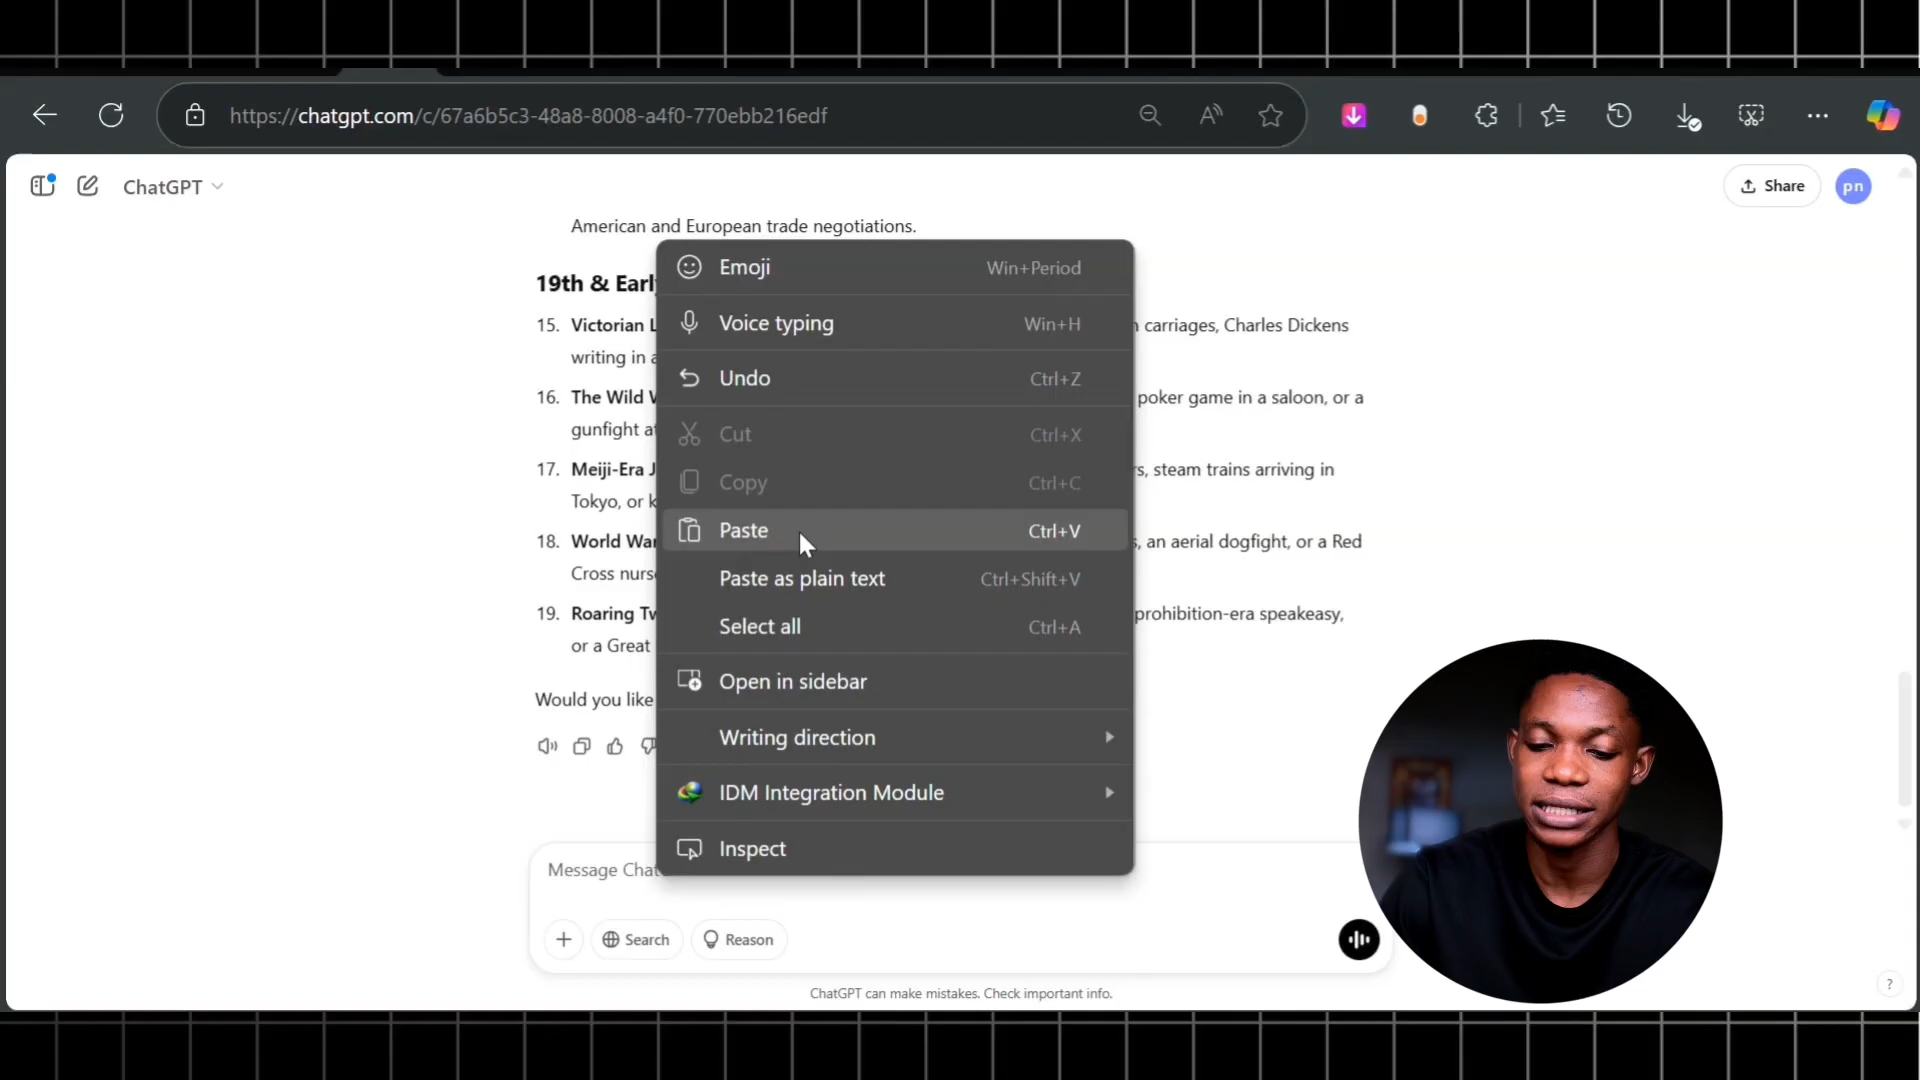 https://chatgpt.com/c/67a6b5c3-48a8-8008-a4f0-770ebb216edf
ChatGPT
Share
pn
American and European trade negotiations.
19th & Earl
15. Victorian L
carriages, Charles Dickens
writing in a
16. The Wild W
poker game in a saloon, or a
gunfight at
17. Meiji-Era J
s, steam trains arriving in
Tokyo, or k
18. World War
, an aerial dogfight, or a Red
Cross nurs
19. Roaring Tw
prohibition-era speakeasy,
or a Great
Would you like
Emoji Win+Period
Voice typing Win+H
Undo Ctrl+Z
Cut Ctrl+X
Copy Ctrl+C
Paste Ctrl+V
Paste as plain text Ctrl+Shift+V
Select all Ctrl+A
Open in sidebar
Writing direction
IDM Integration Module
Inspect
Message Chat
Search
Reason
ChatGPT can make mistakes. Check important info.
?